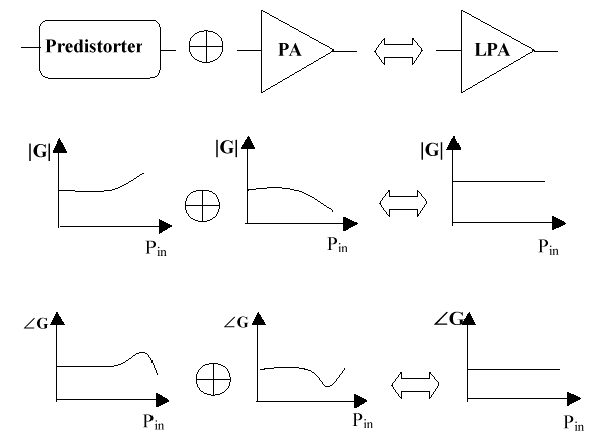 Predistorter PA LPA
|G| |G| |G|
Pin Pin Pin
∠G ∠G ∠G
Pin Pin Pin